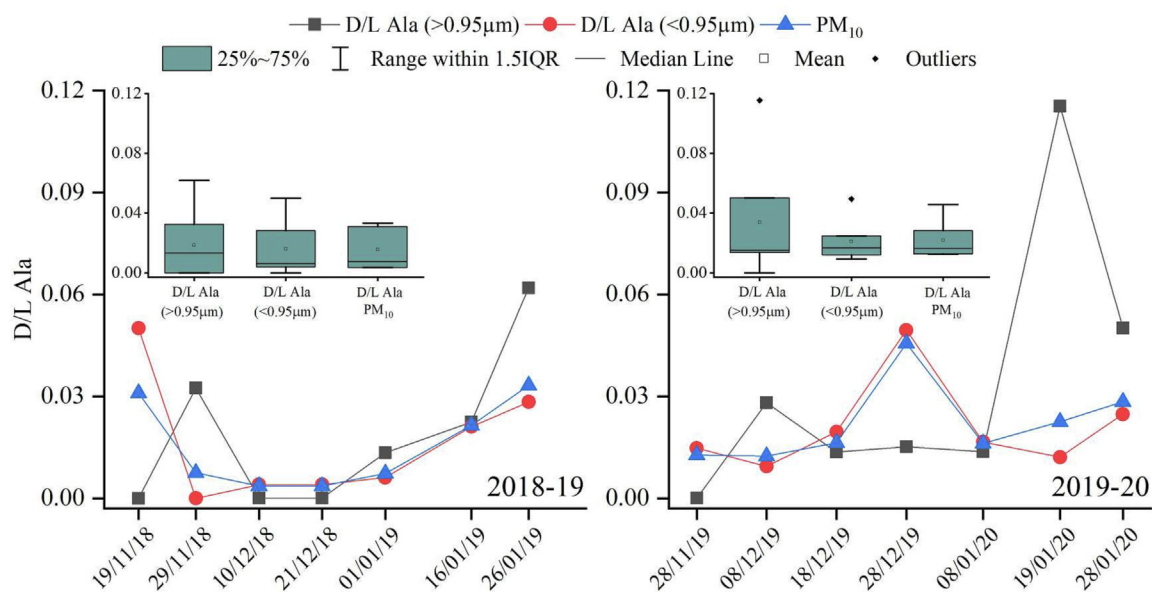 D/L Ala (>0.95μm) D/L Ala (<0.95μm) PM10
25%~75% Range within 1.5IQR Median Line Mean Outliers
D/L Ala
0.12
0.09
0.06
0.03
0.00
0.12
0.08
0.04
0.00
D/L Ala
(>0.95μm)
D/L Ala
(<0.95μm)
D/L Ala
PM10
2018-19
19/11/18
29/11/18
10/12/18
21/12/18
01/01/19
16/01/19
26/01/19
0.12
0.09
0.06
0.03
0.00
0.12
0.08
0.04
0.00
D/L Ala
(>0.95μm)
D/L Ala
(<0.95μm)
D/L Ala
PM10
2019-20
28/11/19
08/12/19
18/12/19
28/12/19
08/01/20
19/01/20
28/01/20